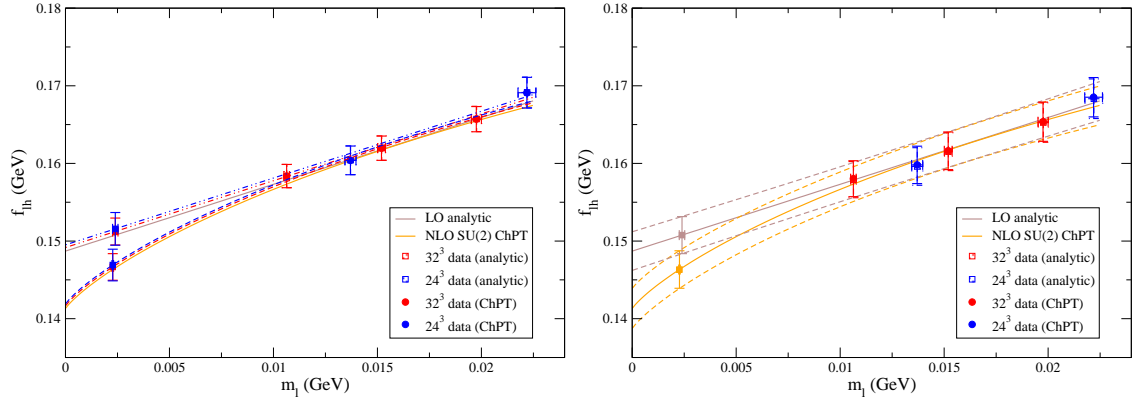 0.18
0.17
0.16
0.15
0.14
f_lh (GeV)
0 0.005 0.01 0.015 0.02
m_l (GeV)
LO analytic
NLO SU(2) ChPT
32³ data (analytic)
24³ data (analytic)
32³ data (ChPT)
24³ data (ChPT)
0.18
0.17
0.16
0.15
0.14
f_lh (GeV)
0 0.005 0.01 0.015 0.02
m_l (GeV)
LO analytic
NLO SU(2) ChPT
32³ data (analytic)
24³ data (analytic)
32³ data (ChPT)
24³ data (ChPT)